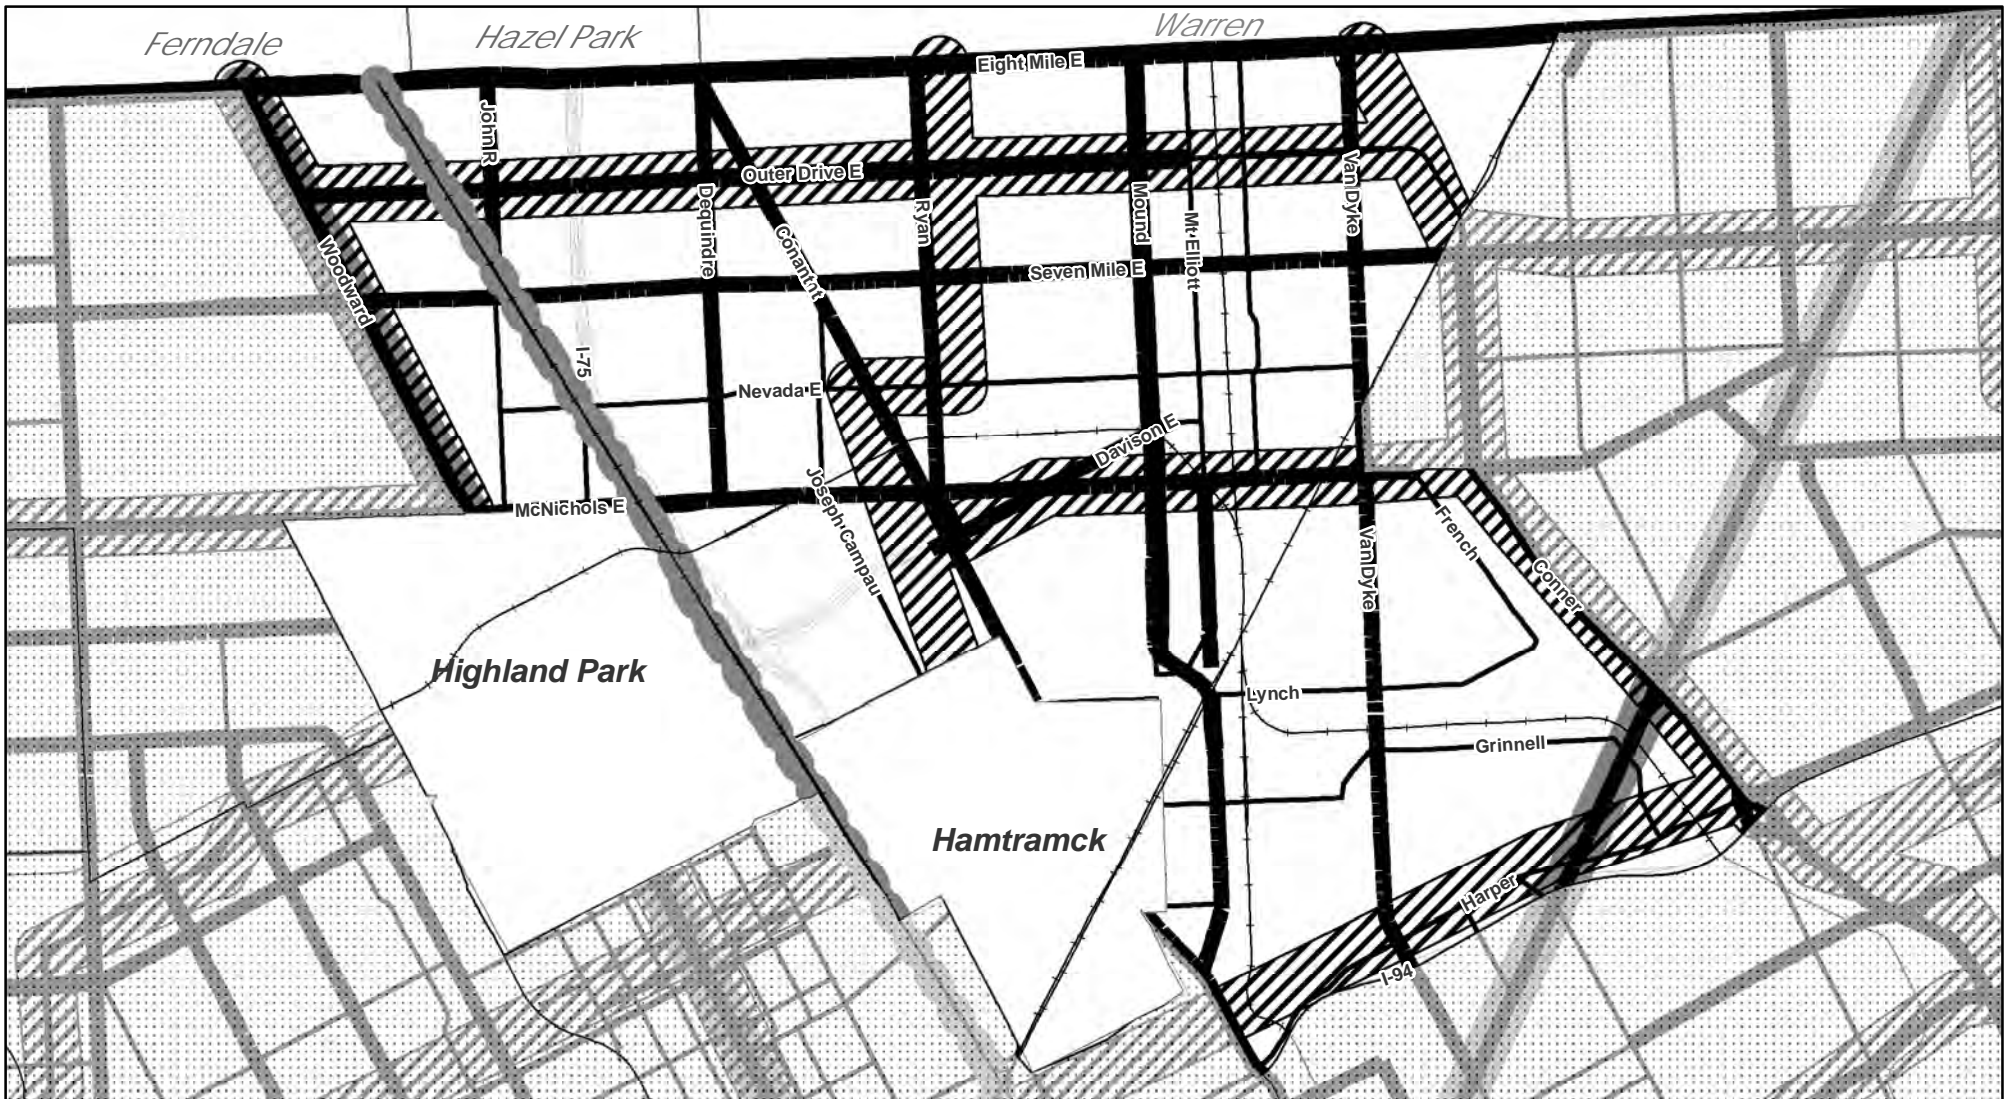 Ferndale
Hazel Park
Warren
Eight Mile E
John R
Outer Drive E
Dequindre
Conantnt
Ryan
Mound
Mt Elliott
Van Dyke
Woodward
Seven Mile E
I-75
Nevada E
Davison E
McNichols E
Joseph Campau
Van Dyke
French
Conner
Highland Park
Lynch
Grinnell
Hamtramck
Harper
I-94